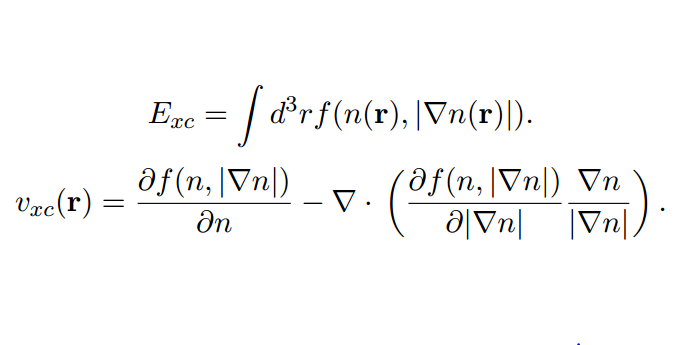 E_{xc} = \int d^3 r f(n(\mathbf{r}), |\nabla n(\mathbf{r})|).
v_{xc}(\mathbf{r}) = \frac{\partial f(n, |\nabla n|)}{\partial n} - \nabla \cdot \left( \frac{\partial f(n, |\nabla n|)}{\partial |\nabla n|} \frac{\nabla n}{|\nabla n|} \right).